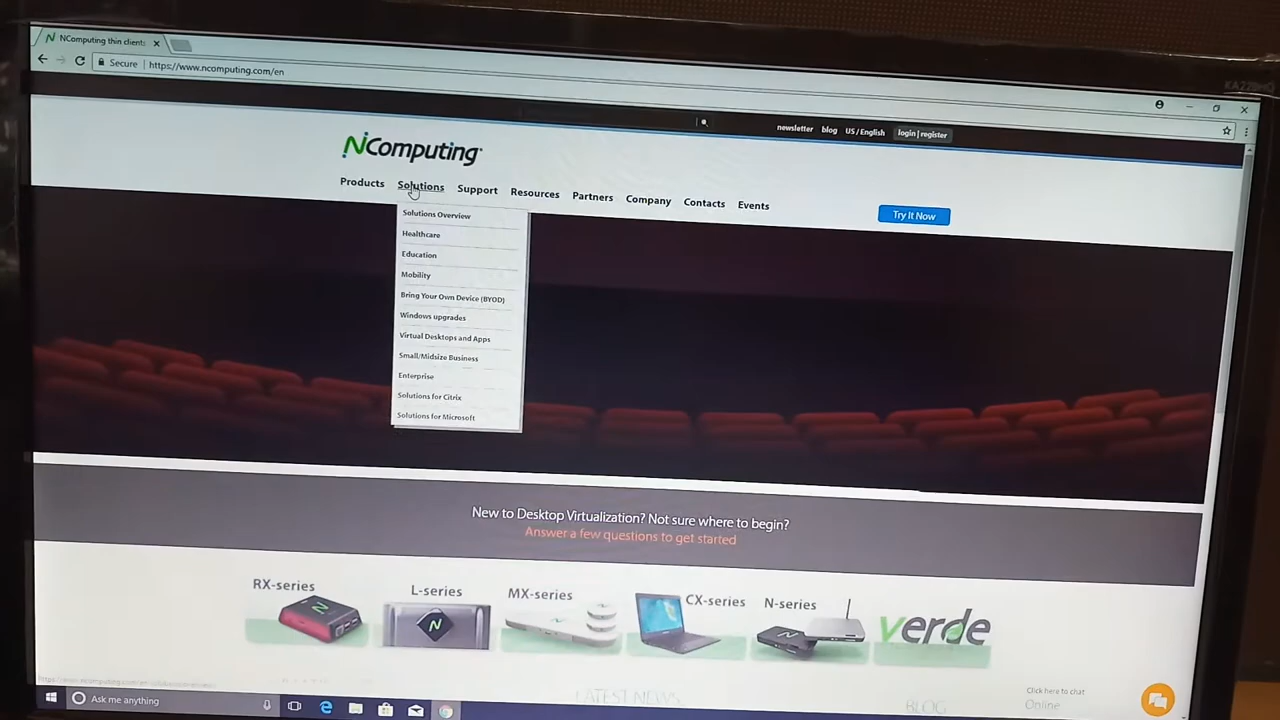 KA220HQ
NComputing thin clients
Secure https://www.ncomputing.com/en
newsletter blog US / English login | register
NComputing
Products Solutions Support Resources Partners Company Contacts Events
Try It Now
Solutions Overview
Healthcare
Education
Mobility
Bring Your Own Device (BYOD)
Windows upgrades
Virtual Desktops and Apps
Small/Midsize Business
Enterprise
Solutions for Citrix
Solutions for Microsoft
New to Desktop Virtualization? Not sure where to begin?
Answer a few questions to get started
RX-series L-series MX-series CX-series N-series verde
LATEST NEWS BLOG
Click here to chat
Online
Ask me anything